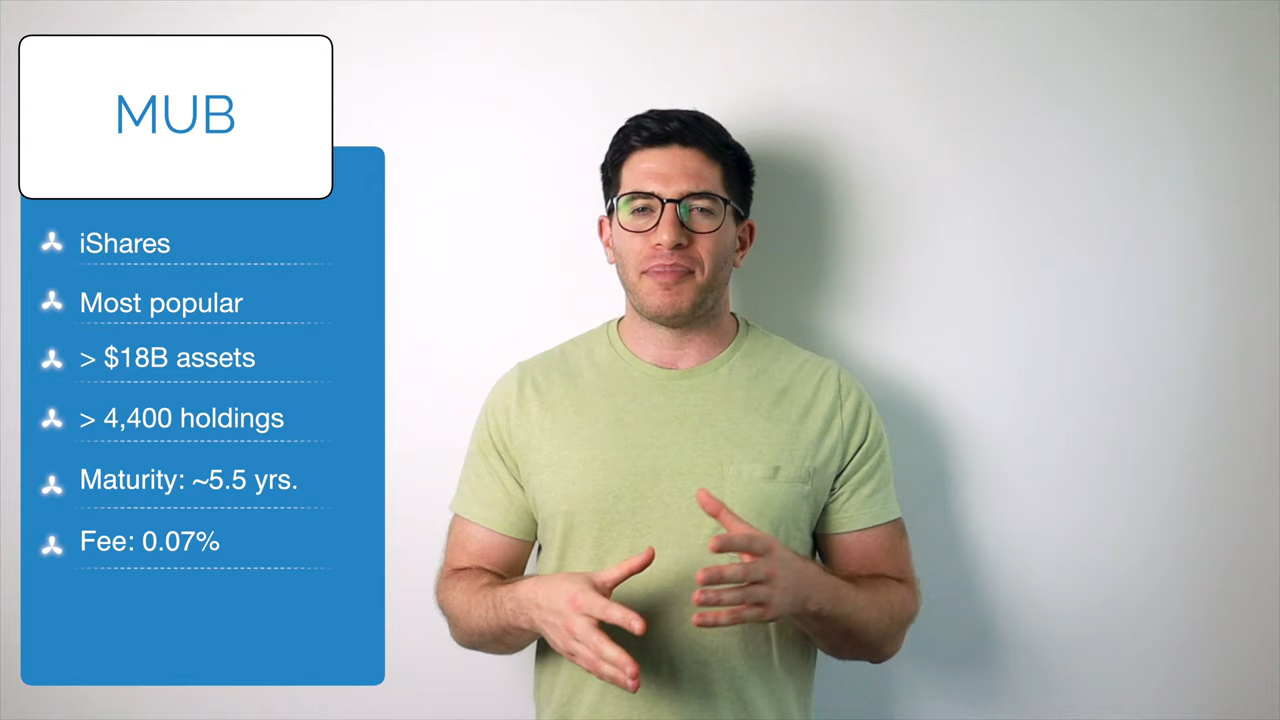 MUB
iShares
Most popular
> $18B assets
> 4,400 holdings
Maturity: ~5.5 yrs.
Fee: 0.07%